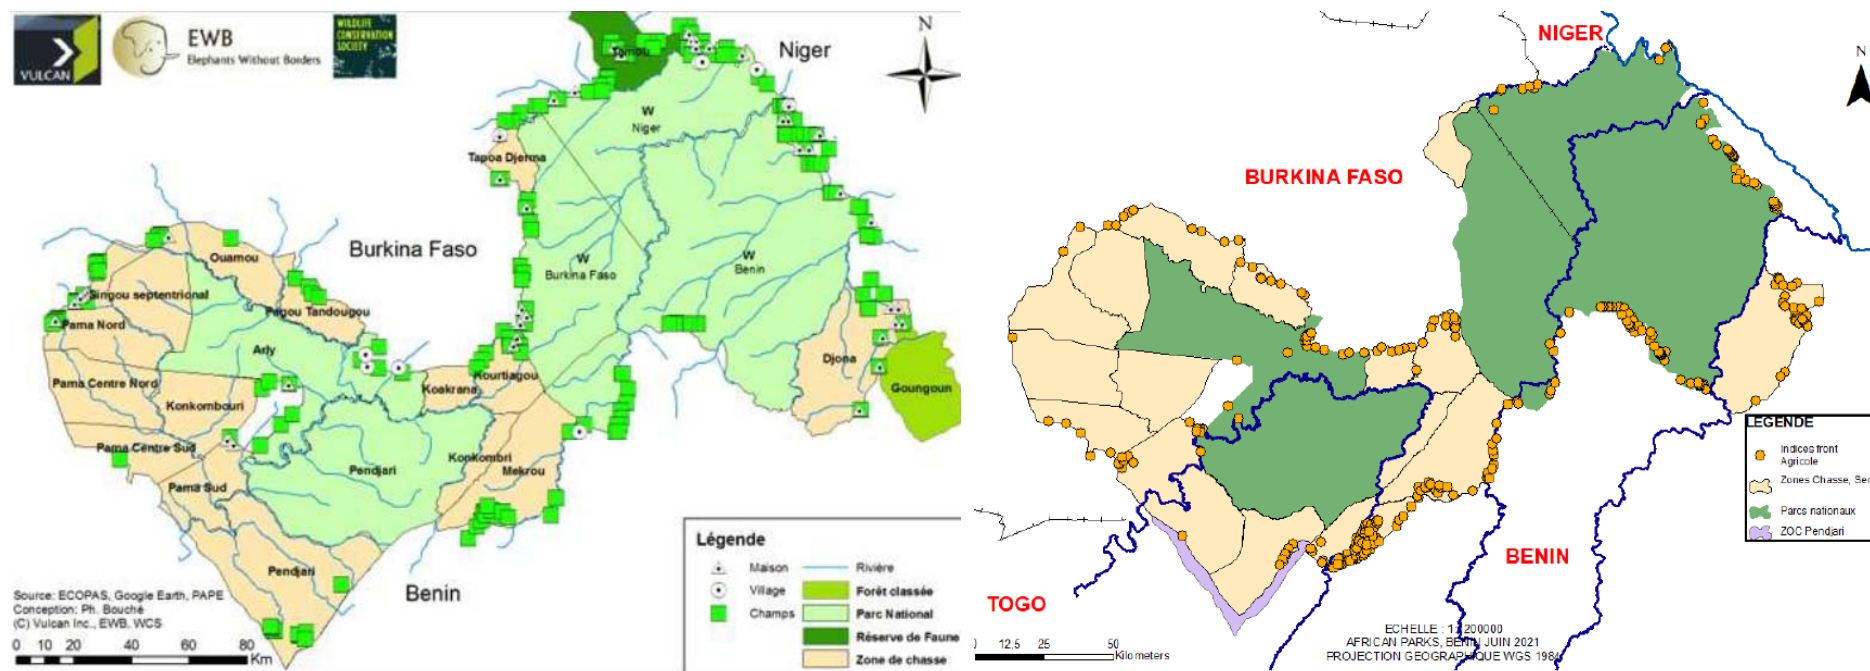 VULCAN
EWB
Elephants Without Borders
WILDLIFE
CONSERVATION
SOCIETY
N
Niger
Tamou
W
Niger
Tapoa Djerma
Burkina Faso
W
Burkina Faso
W
Benin
Ouamou
Singou septentrional
Pagou Tandougou
Pama Nord
Arly
Pama Centre Nord
Konkombouri
Koakrana
Kourtiagou
Djona
Goungoun
Pama Centre Sud
Pama Sud
Pendjari
Konkombri
Mekrou
Pendjari
Benin
Source: ECOPAS, Google Earth, PAPE
Conception: Ph. Bouché
(C) Vulcan Inc., EWB, WCS
0 10 20 40 60 80
Km
Légende
Maison
Village
Champs
Rivière
Forêt classée
Parc National
Réserve de Faune
Zone de chasse
NIGER
N
BURKINA FASO
BENIN
TOGO
LEGENDE
Indices front
Agricole
Zones Chasse, Ser
Parcs nationaux
ZOC Pendjari
0 12,5 25 50
Kilometers
ECHELLE : 1:1200000
AFRICAN PARKS, BENIN JUIN 2021
PROJECTION GEOGRAPHIQUE WGS 1984